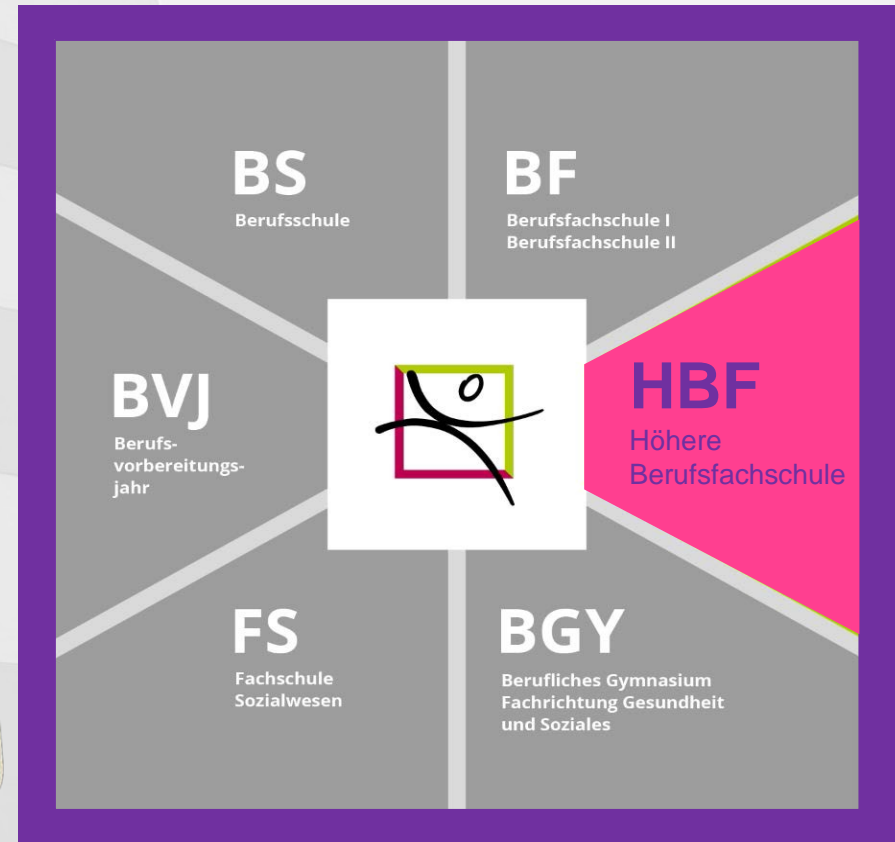 BS
Berufsschule
BF
Berufsfachschule I
Berufsfachschule II
BVJ
Berufs-
vorbereitungs-
jahr
HBF
Höhere
Berufsfachschule
FS
Fachschule
Sozialwesen
BGY
Berufliches Gymnasium
Fachrichtung Gesundheit
und Soziales